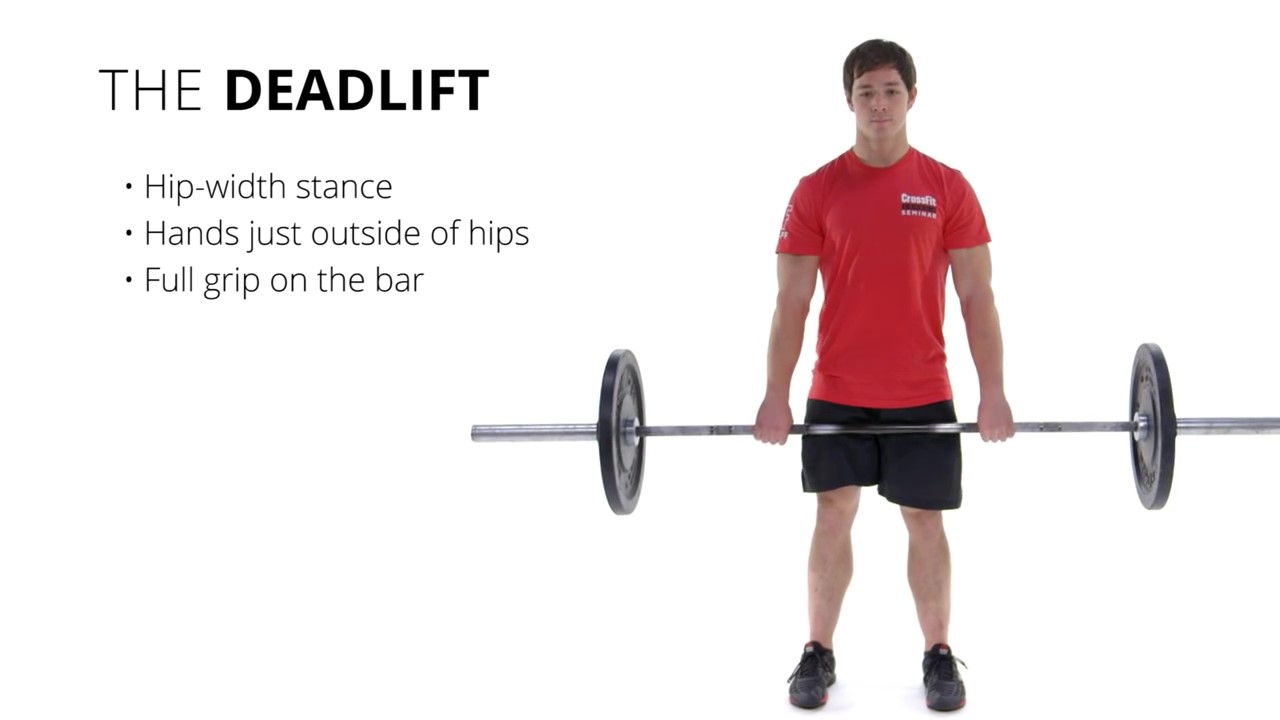 THE DEADLIFT
• Hip-width stance
• Hands just outside of hips
• Full grip on the bar
CrossFit
SEMINAR